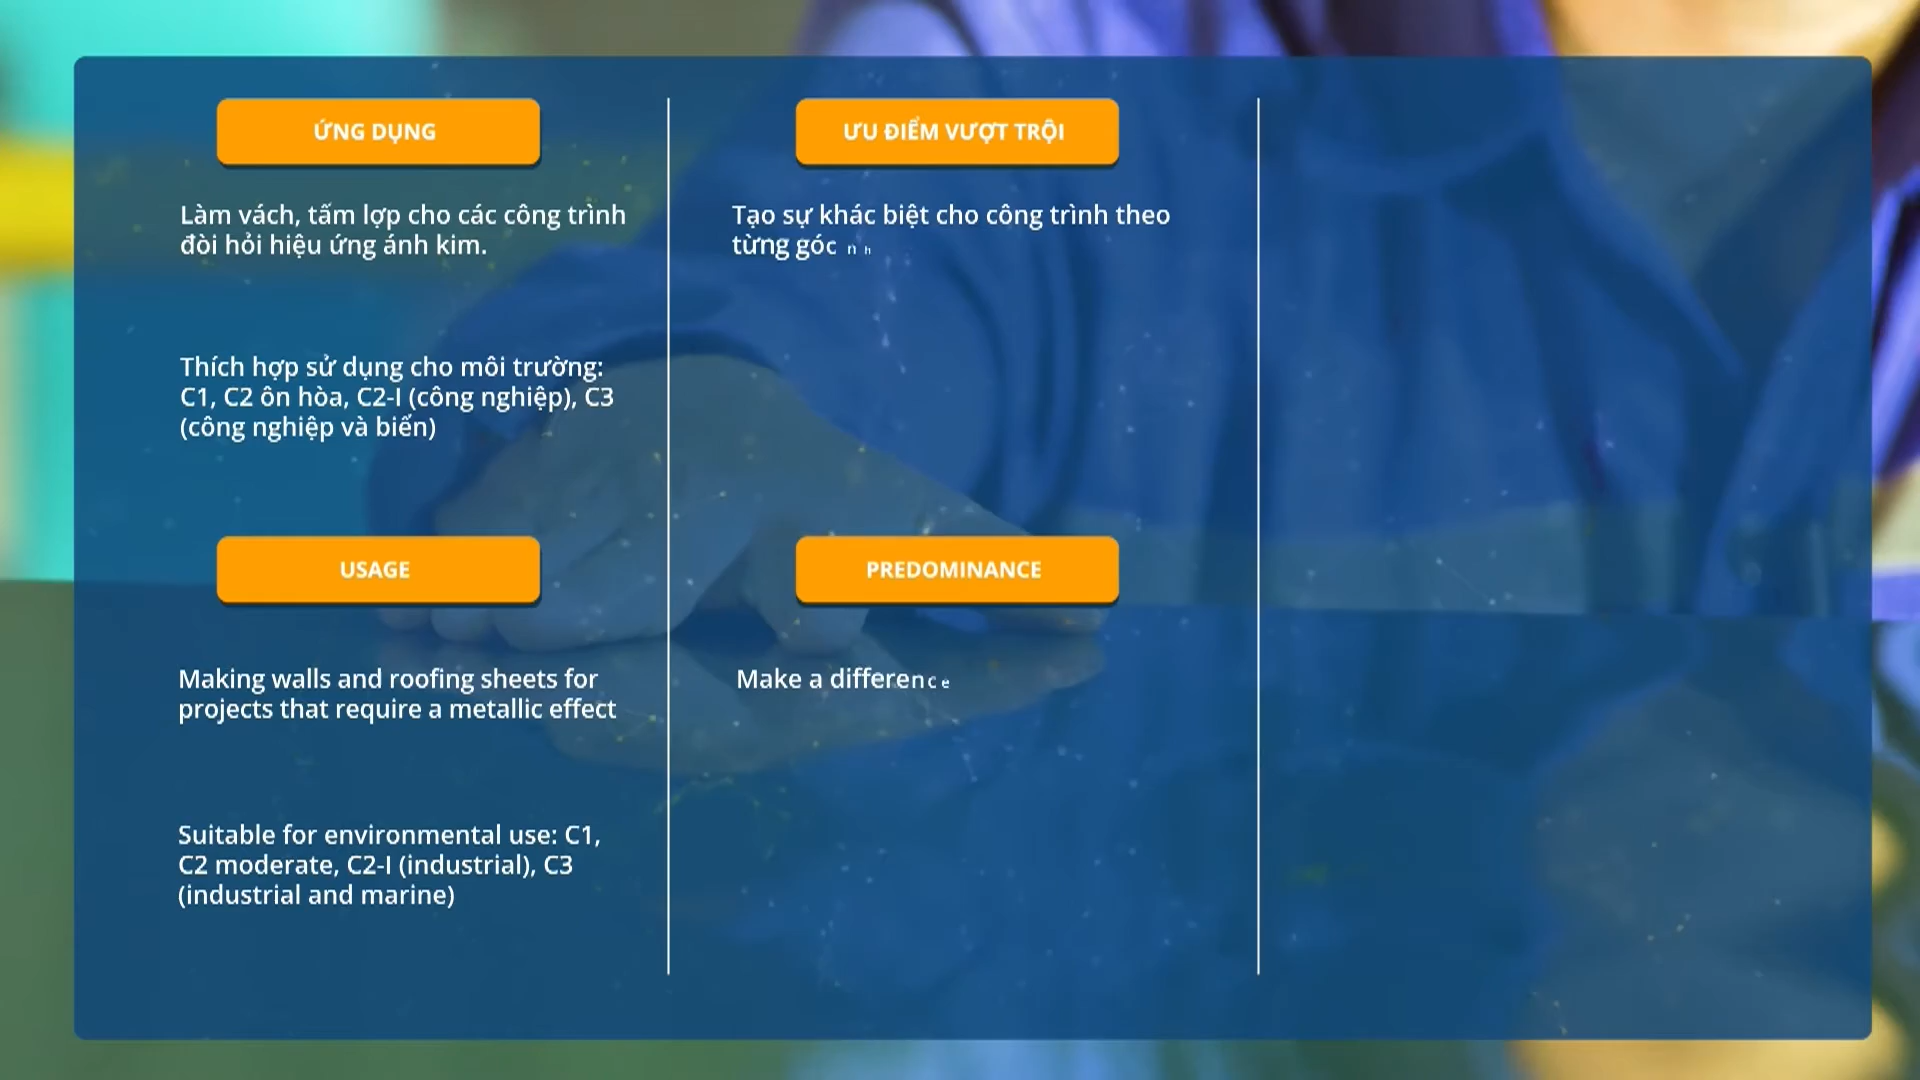 ỨNG DỤNG
Làm vách, tấm lợp cho các công trình
đòi hỏi hiệu ứng ánh kim.
Thích hợp sử dụng cho môi trường:
C1, C2 ôn hòa, C2-I (công nghiệp), C3
(công nghiệp và biển)
USAGE
Making walls and roofing sheets for
projects that require a metallic effect
Suitable for environmental use: C1,
C2 moderate, C2-I (industrial), C3
(industrial and marine)
ƯU ĐIỂM VƯỢT TRỘI
Tạo sự khác biệt cho công trình theo
từng góc n h
PREDOMINANCE
Make a difference